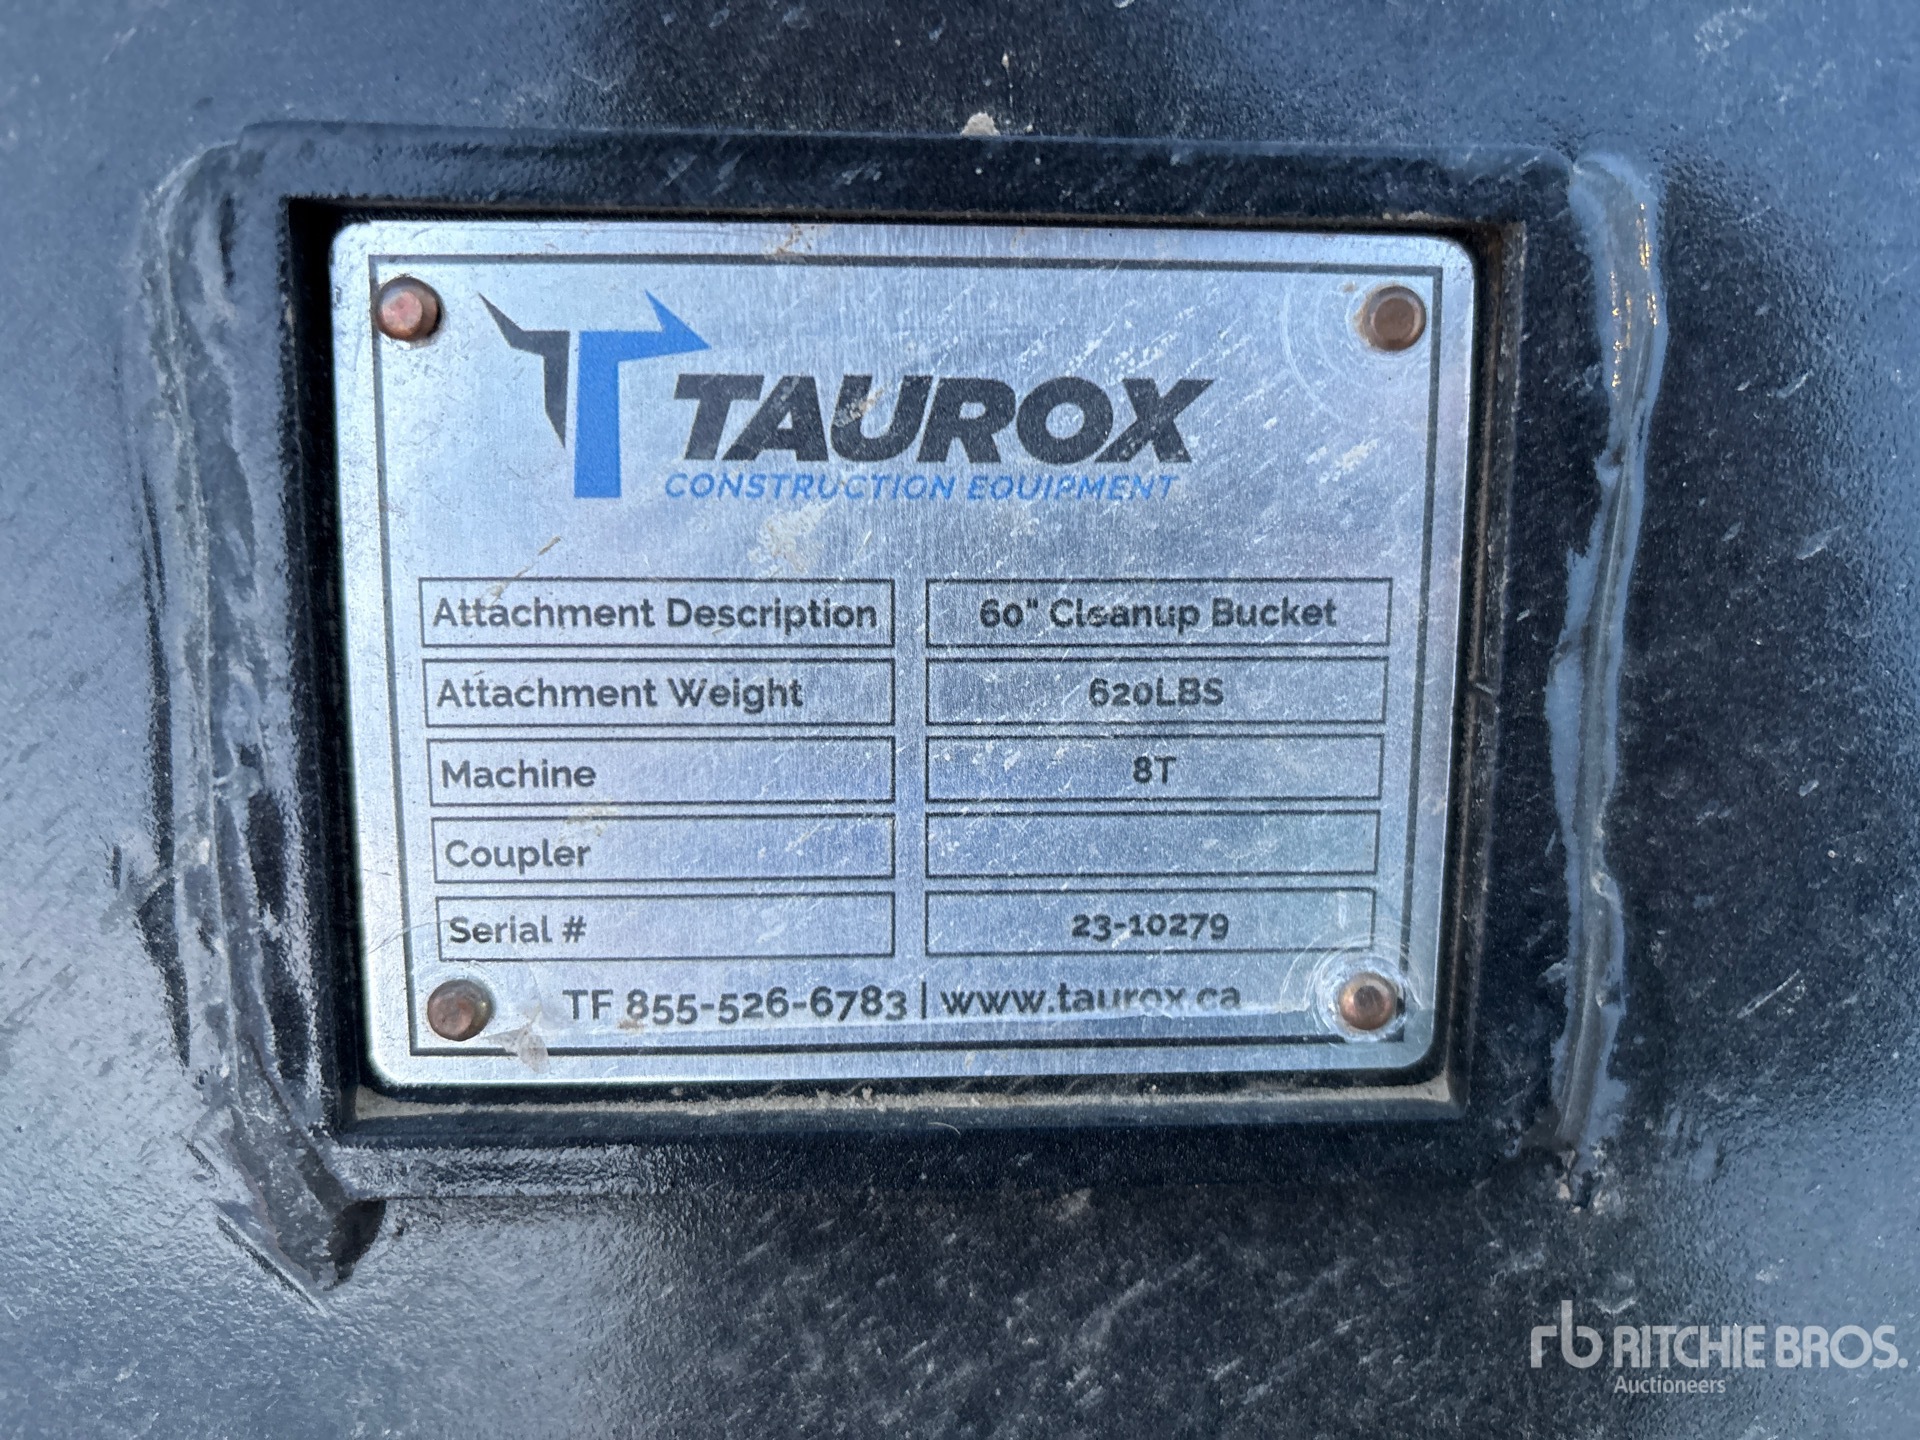 TAUROX
CONSTRUCTION EQUIPMENT
Attachment Description 60" Cleanup Bucket
Attachment Weight 620LBS
Machine 8T
Coupler
Serial # 23-10279
TF 855-526-6783 | www.taurox.ca
rb RITCHIE BROS.
Auctioneers